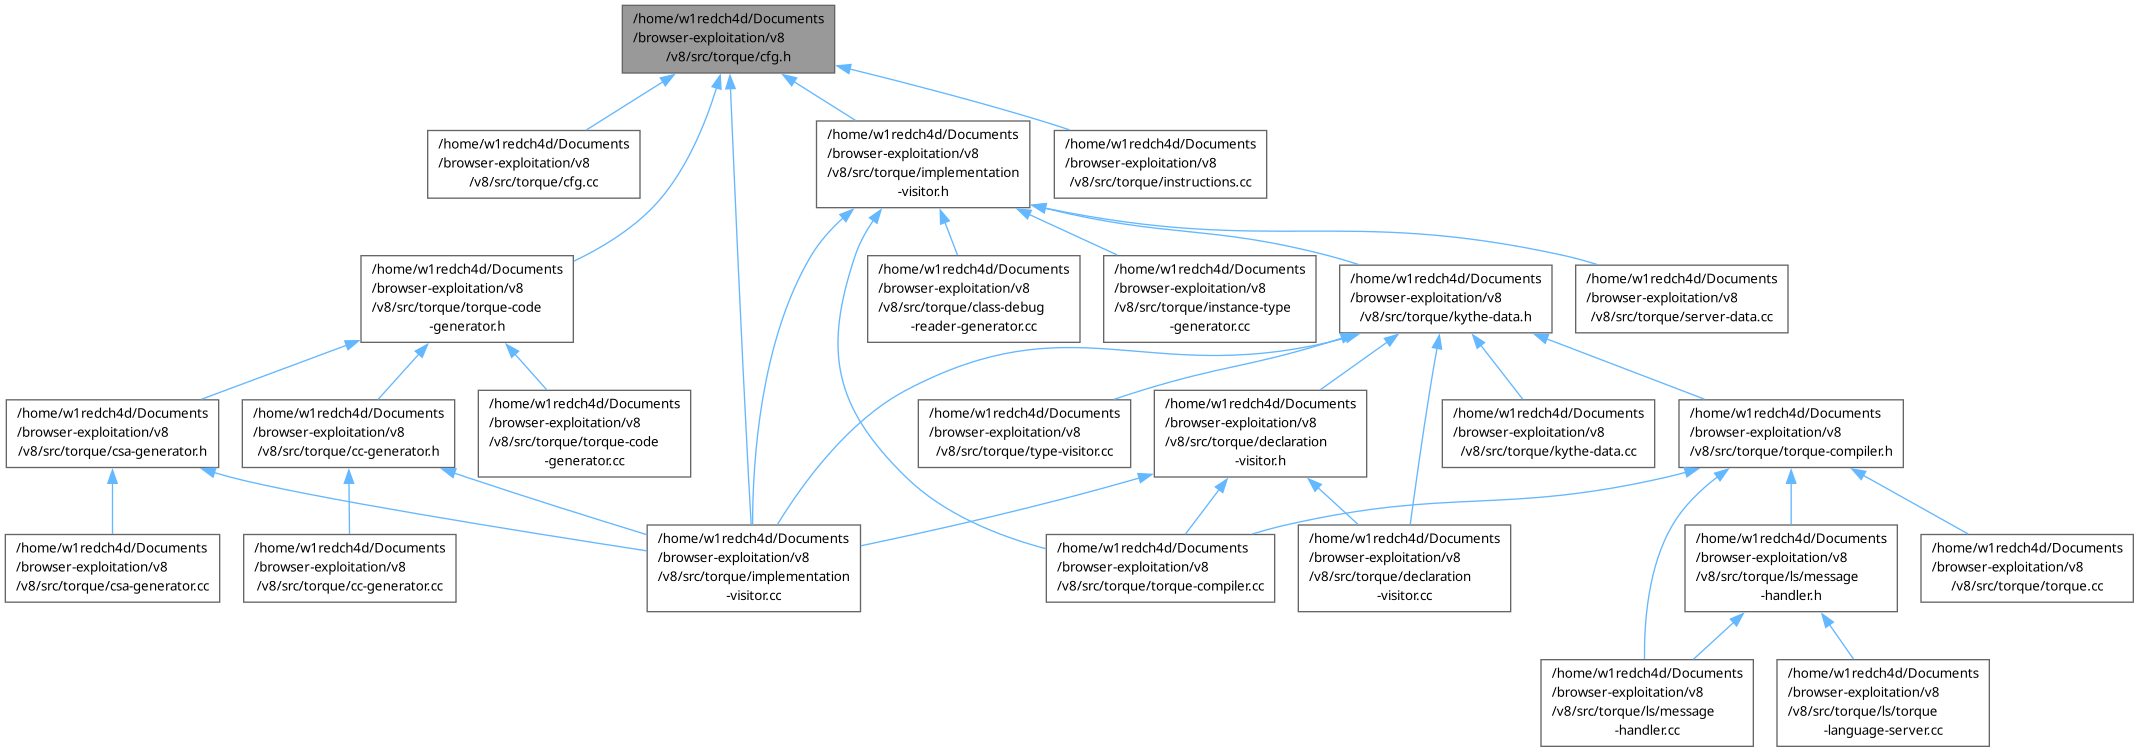 /home/w1redch4d/Documents
/browser-exploitation/v8
/v8/src/torque/cfg.h
/home/w1redch4d/Documents
/browser-exploitation/v8
/v8/src/torque/cfg.cc
/home/w1redch4d/Documents
/browser-exploitation/v8
/v8/src/torque/implementation
-visitor.h
/home/w1redch4d/Documents
/browser-exploitation/v8
/v8/src/torque/instructions.cc
/home/w1redch4d/Documents
/browser-exploitation/v8
/v8/src/torque/torque-code
-generator.h
/home/w1redch4d/Documents
/browser-exploitation/v8
/v8/src/torque/class-debug
-reader-generator.cc
/home/w1redch4d/Documents
/browser-exploitation/v8
/v8/src/torque/instance-type
-generator.cc
/home/w1redch4d/Documents
/browser-exploitation/v8
/v8/src/torque/kythe-data.h
/home/w1redch4d/Documents
/browser-exploitation/v8
/v8/src/torque/server-data.cc
/home/w1redch4d/Documents
/browser-exploitation/v8
/v8/src/torque/csa-generator.h
/home/w1redch4d/Documents
/browser-exploitation/v8
/v8/src/torque/cc-generator.h
/home/w1redch4d/Documents
/browser-exploitation/v8
/v8/src/torque/torque-code
-generator.cc
/home/w1redch4d/Documents
/browser-exploitation/v8
/v8/src/torque/type-visitor.cc
/home/w1redch4d/Documents
/browser-exploitation/v8
/v8/src/torque/declaration
-visitor.h
/home/w1redch4d/Documents
/browser-exploitation/v8
/v8/src/torque/kythe-data.cc
/home/w1redch4d/Documents
/browser-exploitation/v8
/v8/src/torque/torque-compiler.h
/home/w1redch4d/Documents
/browser-exploitation/v8
/v8/src/torque/csa-generator.cc
/home/w1redch4d/Documents
/browser-exploitation/v8
/v8/src/torque/cc-generator.cc
/home/w1redch4d/Documents
/browser-exploitation/v8
/v8/src/torque/implementation
-visitor.cc
/home/w1redch4d/Documents
/browser-exploitation/v8
/v8/src/torque/torque-compiler.cc
/home/w1redch4d/Documents
/browser-exploitation/v8
/v8/src/torque/declaration
-visitor.cc
/home/w1redch4d/Documents
/browser-exploitation/v8
/v8/src/torque/ls/message
-handler.h
/home/w1redch4d/Documents
/browser-exploitation/v8
/v8/src/torque/torque.cc
/home/w1redch4d/Documents
/browser-exploitation/v8
/v8/src/torque/ls/message
-handler.cc
/home/w1redch4d/Documents
/browser-exploitation/v8
/v8/src/torque/ls/torque
-language-server.cc